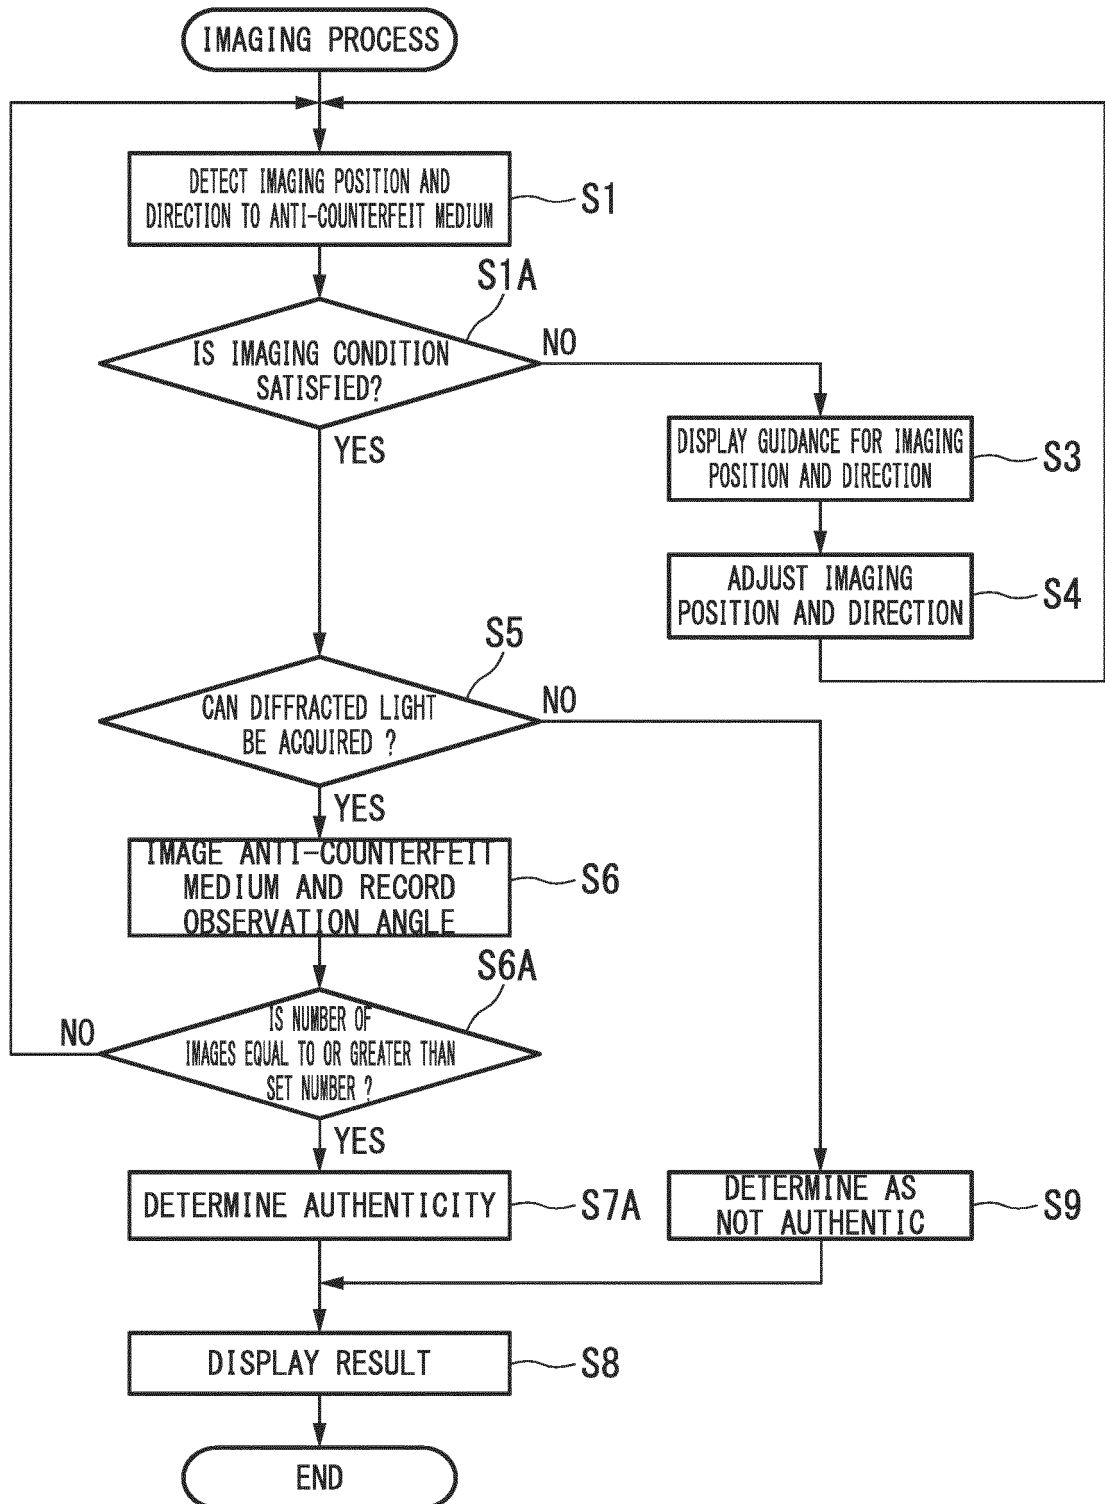 IMAGING PROCESS
DETECT IMAGING POSITION AND
DIRECTION TO ANTI-COUNTERFEIT MEDIUM
S1
S1A
IS IMAGING CONDITION
SATISFIED?
NO
YES
DISPLAY GUIDANCE FOR IMAGING
POSITION AND DIRECTION
S3
ADJUST IMAGING
POSITION AND DIRECTION
S4
S5
CAN DIFFRACTED LIGHT
BE ACQUIRED ?
NO
YES
IMAGE ANTI-COUNTERFEIT
MEDIUM AND RECORD
OBSERVATION ANGLE
S6
S6A
IS NUMBER OF
IMAGES EQUAL TO OR GREATER THAN
SET NUMBER ?
NO
YES
DETERMINE AUTHENTICITY
S7A
DETERMINE AS
NOT AUTHENTIC
S9
DISPLAY RESULT
S8
END